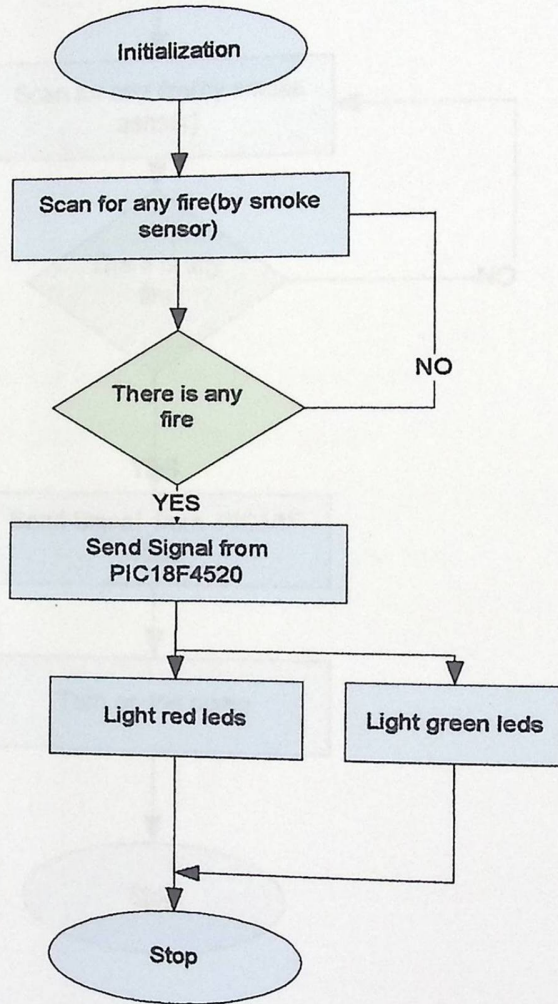 Initialization
Scan for any fire(by smoke
sensor)
There is any
fire
NO
YES
Send Signal from
PIC18F4520
Light red leds
Light green leds
Stop